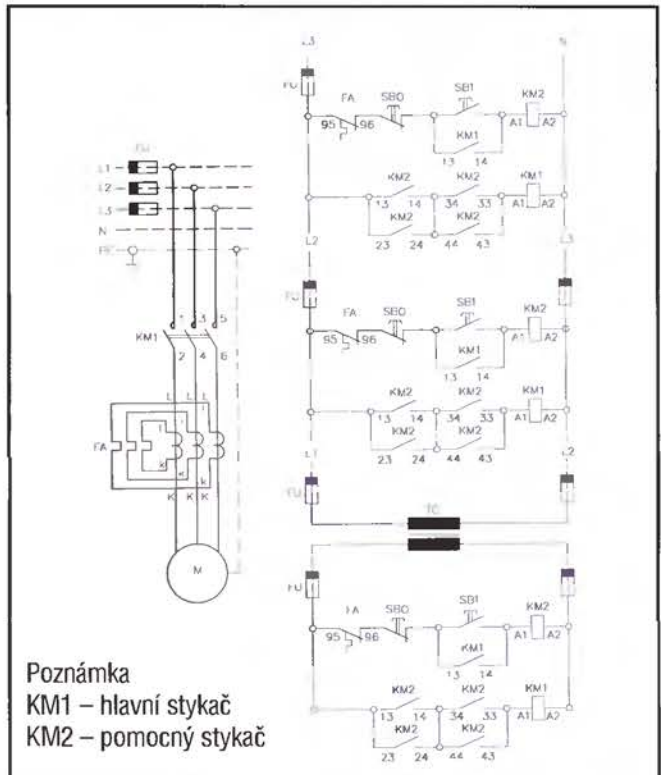 L3 N
FU
FA SB0 SB1 KM2
95 96 A1 A2
KM1
13 14
KM2 KM2 KM1
13 14 34 33 A1 A2
KM2 KM2
23 24 44 43
L2 L3
FU
FA SB0 SB1 KM2
95 96 A1 A2
KM1
13 14
KM2 KM2 KM1
13 14 34 33 A1 A2
KM2 KM2
23 24 44 43
L1 L2
FU
TC
FU
FA SB0 SB1 KM2
95 96 A1 A2
KM1
13 14
KM2 KM2 KM1
13 14 34 33 A1 A2
KM2 KM2
23 24 44 43
FU
L1
L2
L3
N
PE
1 3 5
KM1
2 4 6
L L L
l l l
FA
k k k
K K K
M
Poznámka
KM1 – hlavní stykač
KM2 – pomocný stykač